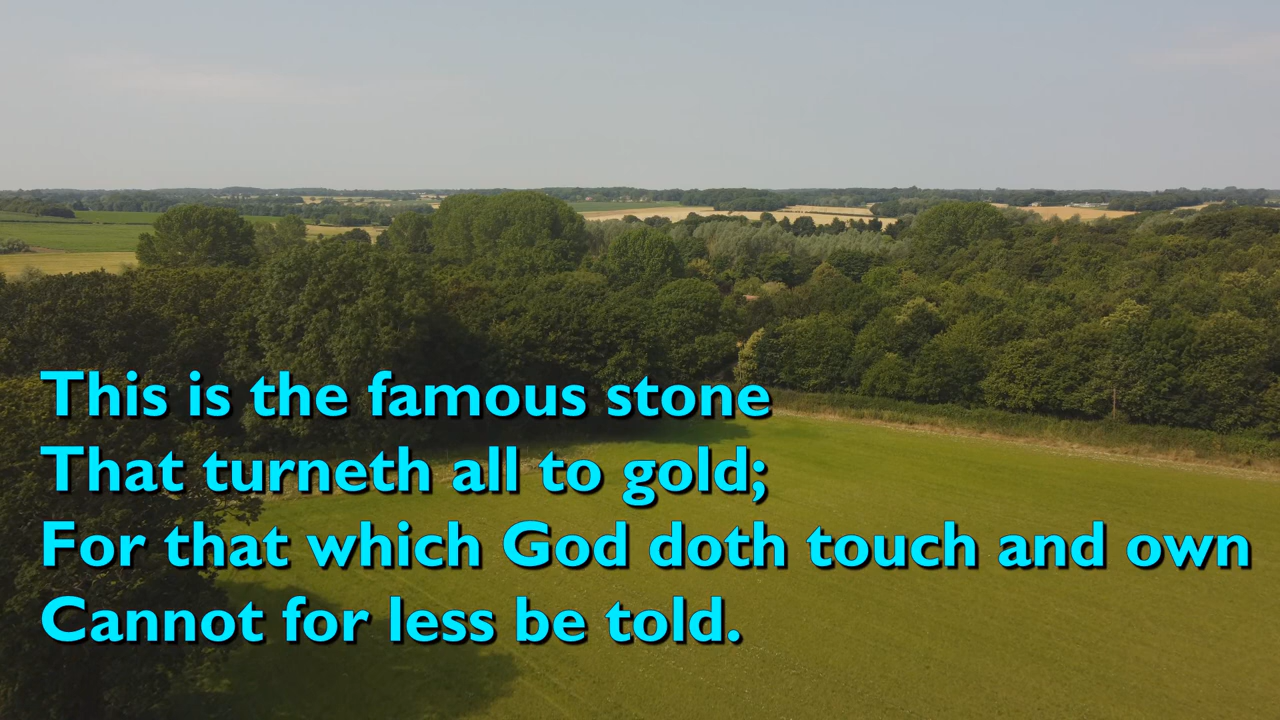 This is the famous stone
That turneth all to gold;
For that which God doth touch and own
Cannot for less be told.